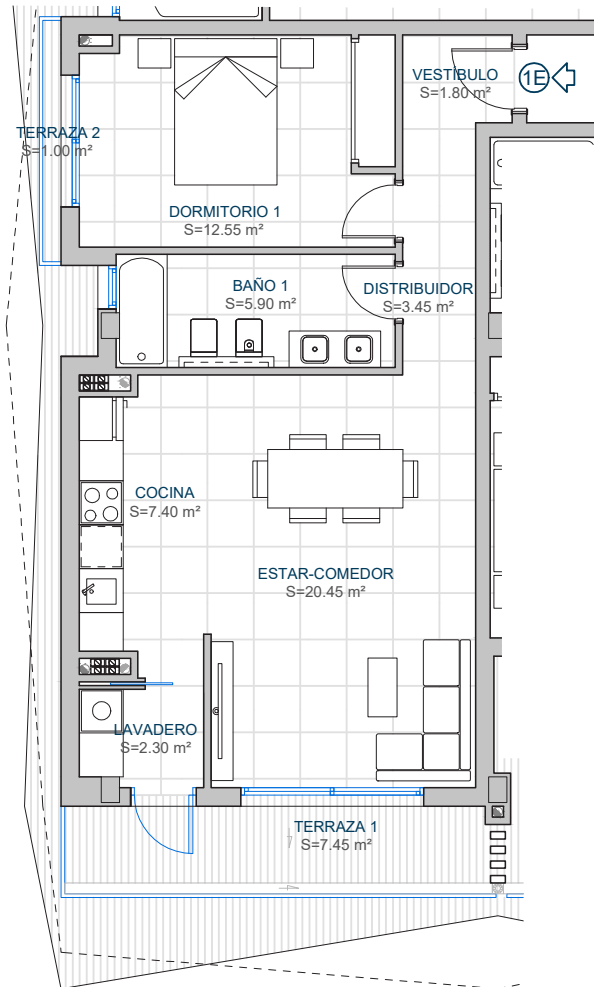 VESTIBULO
S=1.80 m²
1E
TERRAZA 2
S=1.00 m²
DORMITORIO 1
S=12.55 m²
BAÑO 1
S=5.90 m²
DISTRIBUIDOR
S=3.45 m²
COCINA
S=7.40 m²
ESTAR-COMEDOR
S=20.45 m²
LAVADERO
S=2.30 m²
TERRAZA 1
S=7.45 m²